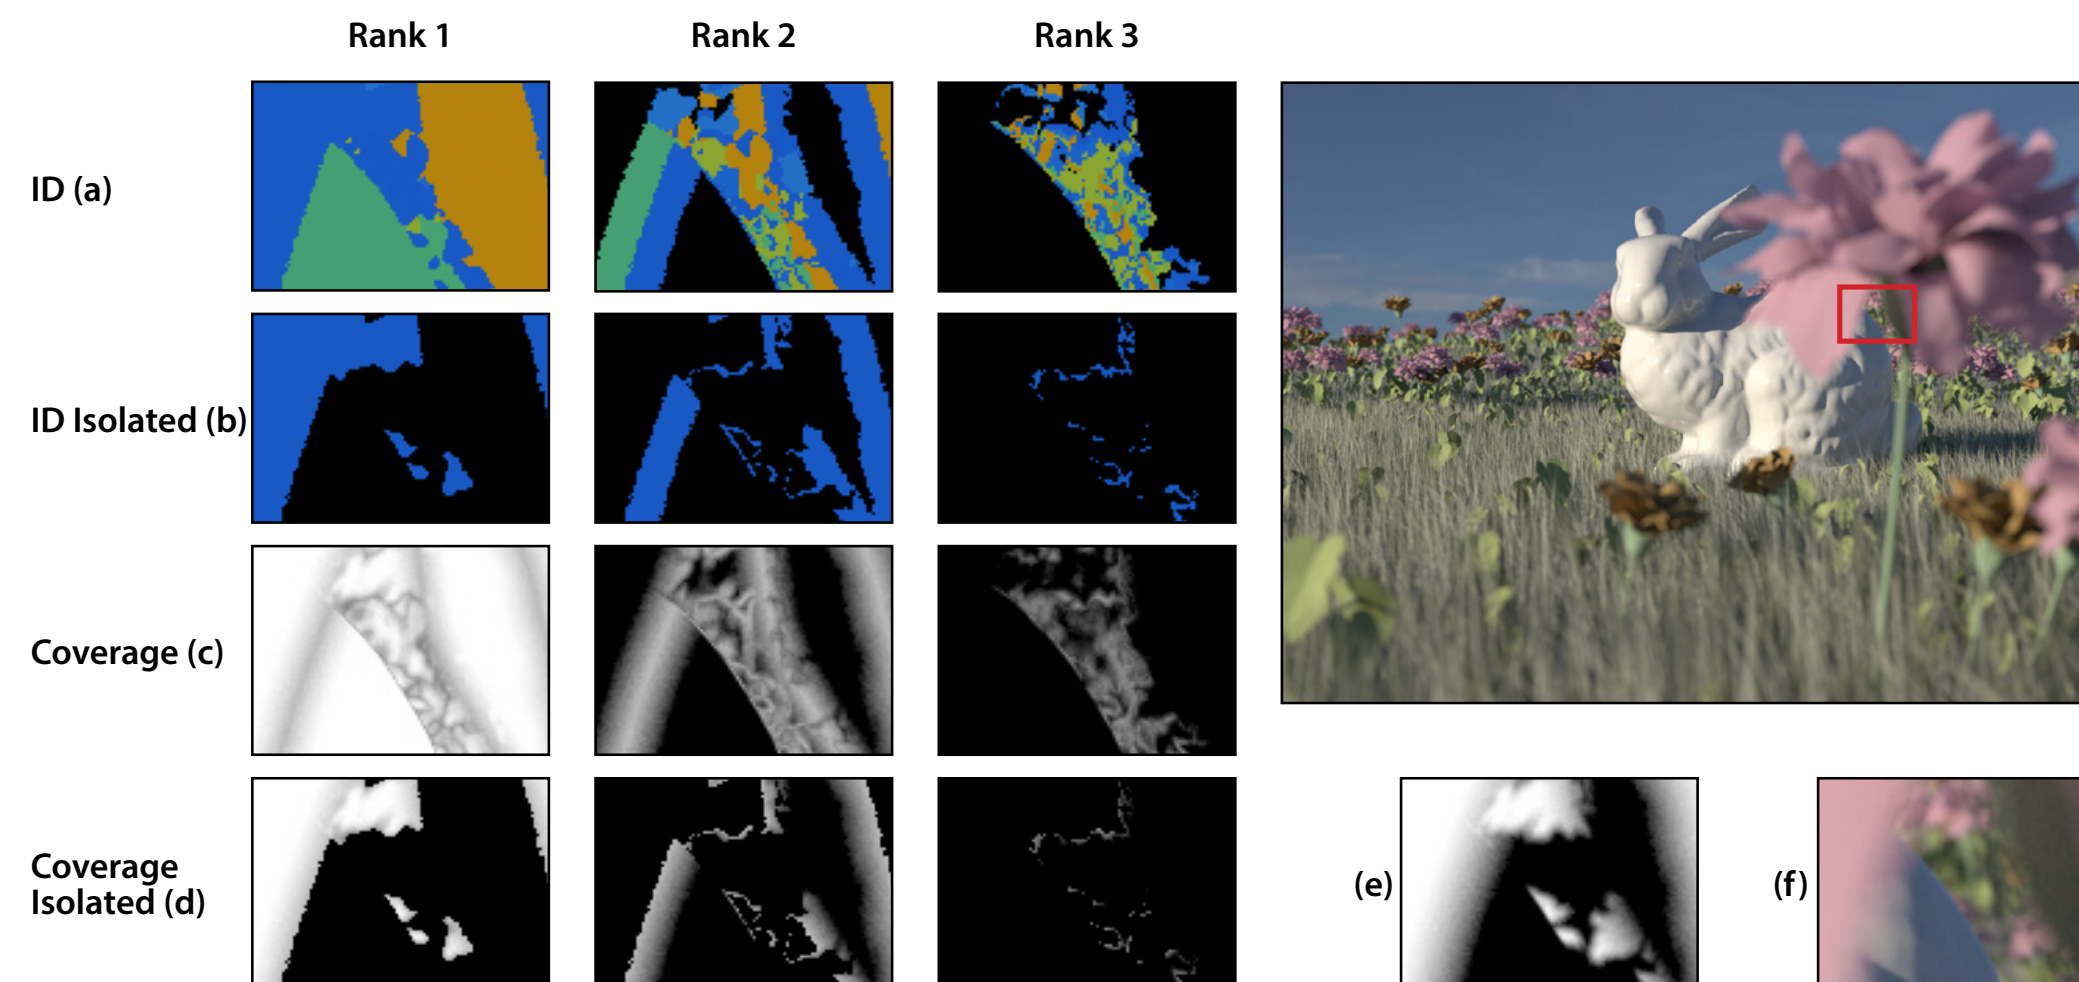 Rank 1
Rank 2
Rank 3
ID (a)
ID Isolated (b)
Coverage (c)
Coverage
Isolated (d)
(e)
(f)